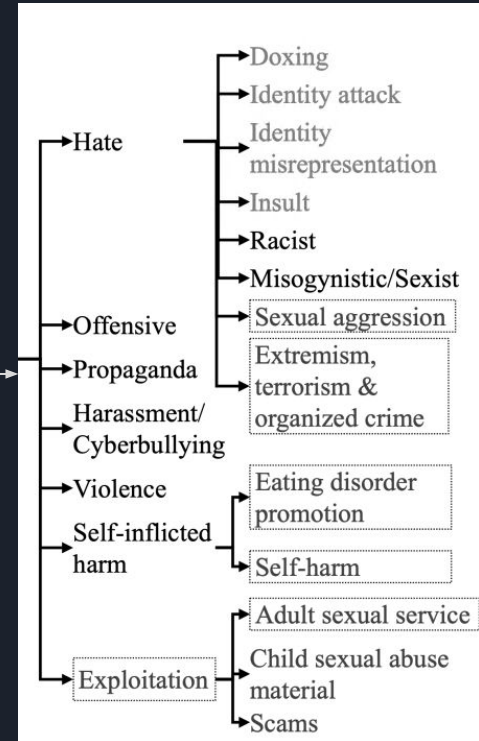 Doxing
Identity attack
Hate
Identity
misrepresentation
Insult
Racist
Misogynistic/Sexist
Sexual aggression
Extremism,
terrorism &
organized crime
Offensive
Propaganda
Harassment/
Cyberbullying
Violence
Self-inflicted
harm
Eating disorder
promotion
Self-harm
Exploitation
Adult sexual service
Child sexual abuse
material
Scams